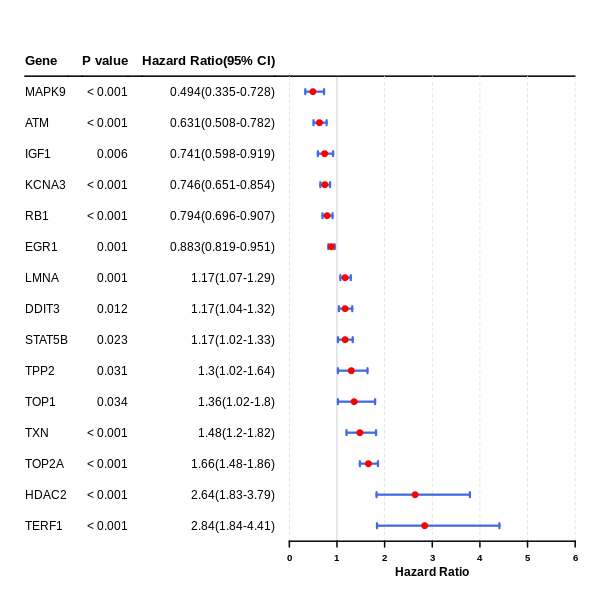 Gene P value Hazard Ratio(95% CI)
MAPK9 < 0.001 0.494(0.335-0.728)
ATM < 0.001 0.631(0.508-0.782)
IGF1 0.006 0.741(0.598-0.919)
KCNA3 < 0.001 0.746(0.651-0.854)
RB1 < 0.001 0.794(0.696-0.907)
EGR1 0.001 0.883(0.819-0.951)
LMNA 0.001 1.17(1.07-1.29)
DDIT3 0.012 1.17(1.04-1.32)
STAT5B 0.023 1.17(1.02-1.33)
TPP2 0.031 1.3(1.02-1.64)
TOP1 0.034 1.36(1.02-1.8)
TXN < 0.001 1.48(1.2-1.82)
TOP2A < 0.001 1.66(1.48-1.86)
HDAC2 < 0.001 2.64(1.83-3.79)
TERF1 < 0.001 2.84(1.84-4.41)
0 1 2 3 4 5 6
Hazard Ratio